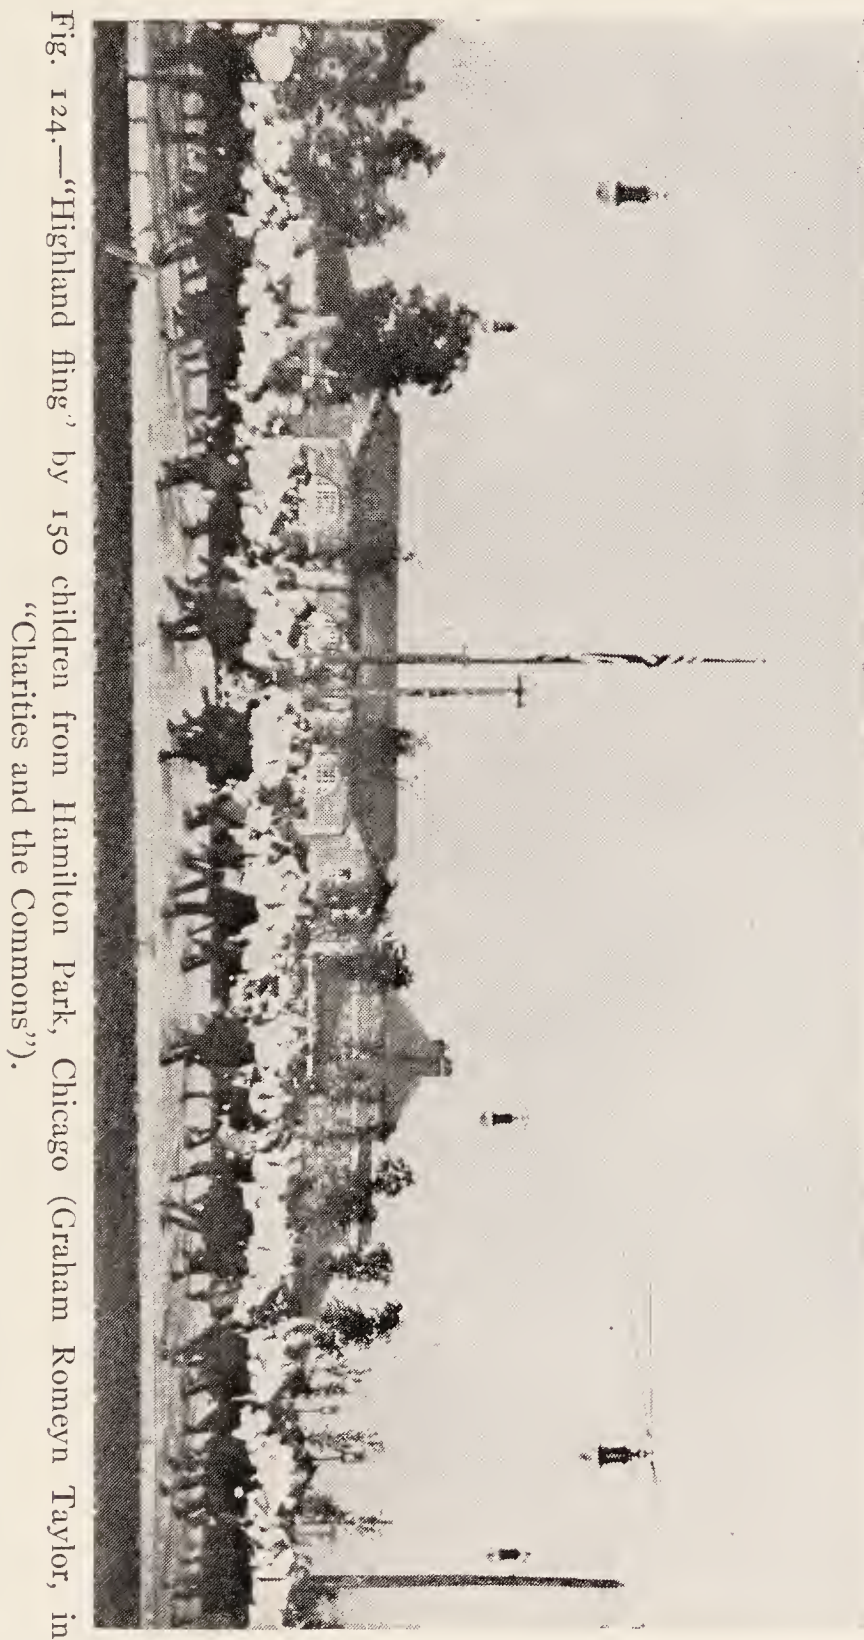 Fig. 124.—“Highland fling” by 150 children from Hamilton Park, Chicago (Graham Romeyn Taylor, in
“Charities and the Commons”).